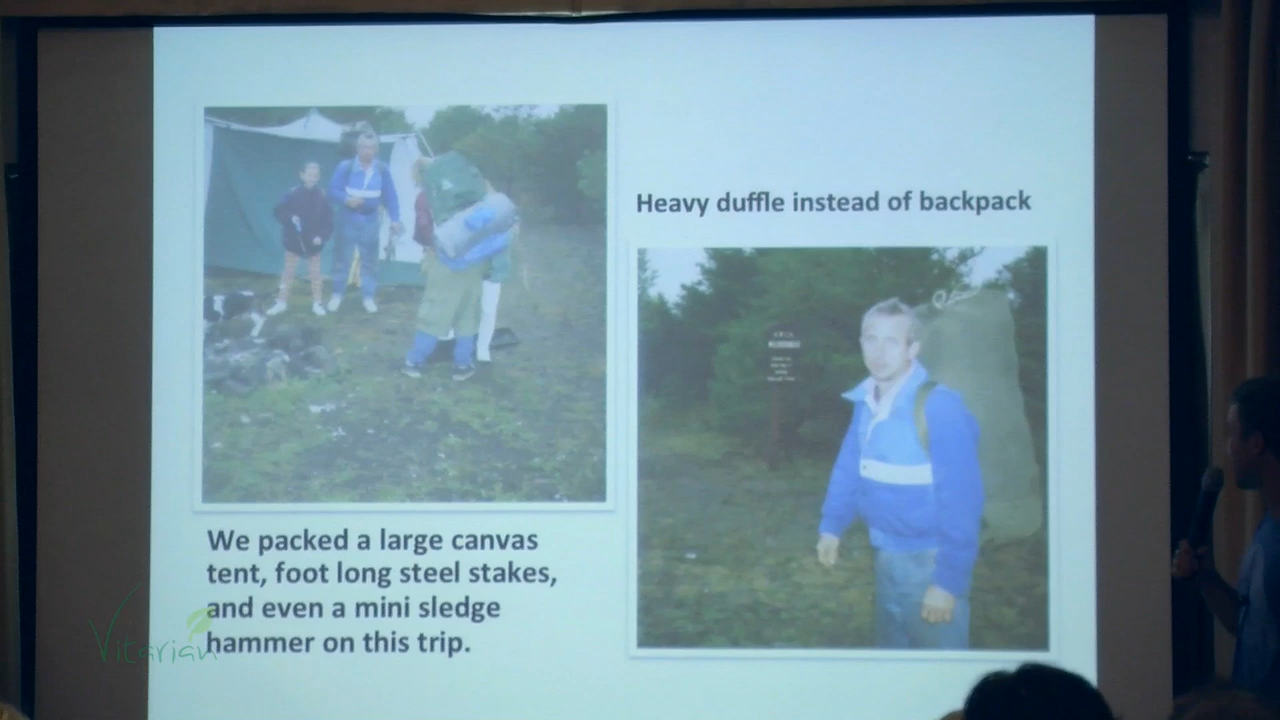 Heavy duffle instead of backpack
We packed a large canvas
tent, foot long steel stakes,
and even a mini sledge
hammer on this trip.
Vitarian